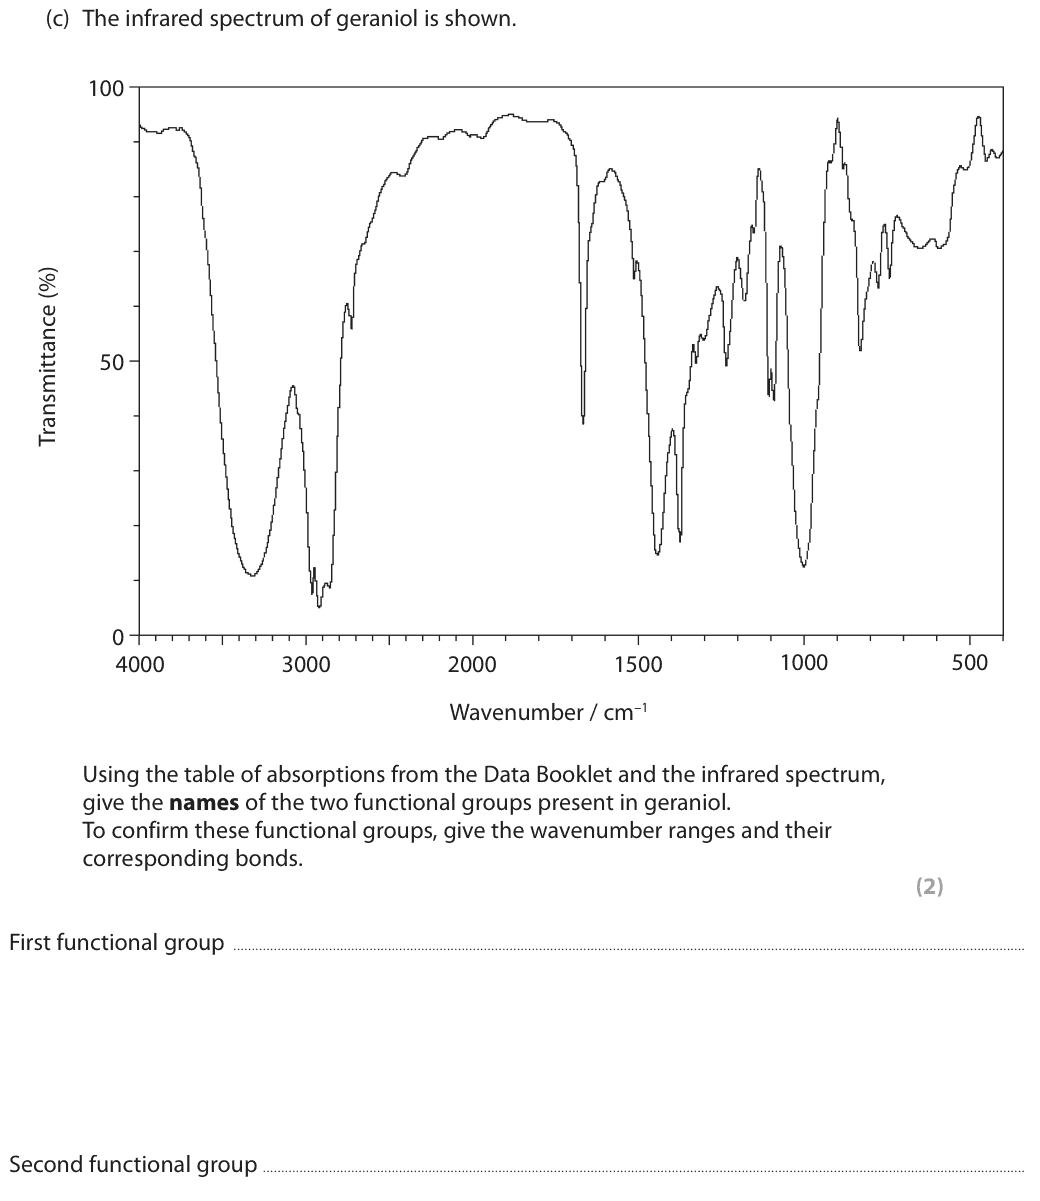 (c) The infrared spectrum of geraniol is shown.
100
50
0
Transmittance (%)
4000 3000 2000 1500 1000 500
Wavenumber / cm⁻¹
Using the table of absorptions from the Data Booklet and the infrared spectrum,
give the names of the two functional groups present in geraniol.
To confirm these functional groups, give the wavenumber ranges and their
corresponding bonds.
(2)
First functional group
Second functional group